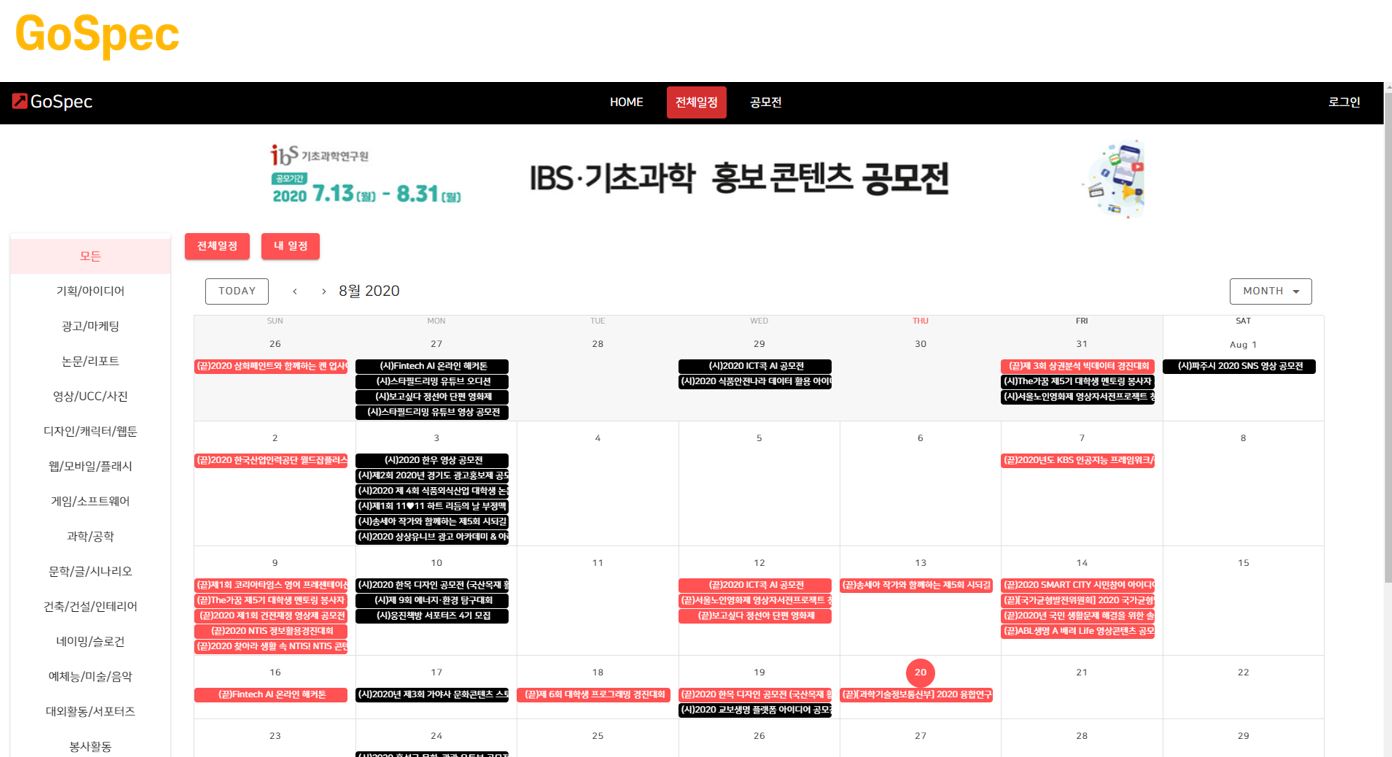 GoSpec
GoSpec HOME 전체일정 공모전 로그인
ibs 기초과학연구원
공모기간
2020 7.13(월) - 8.31(월)
IBS·기초과학 홍보 콘텐츠 공모전
전체일정 내 일정
TODAY ‹ › 8월 2020 MONTH
모든
기획/아이디어
광고/마케팅
논문/리포트
영상/UCC/사진
디자인/캐릭터/웹툰
웹/모바일/플래시
게임/소프트웨어
과학/공학
문학/글/시나리오
건축/건설/인테리어
네이밍/슬로건
예체능/미술/음악
대외활동/서포터즈
봉사활동
SUN MON TUE WED THU FRI SAT
26 27 28 29 30 31 Aug 1
(끝)2020 삼화페인트와 함께하는 펜 업사이
(시)Fintech AI 온라인 해커톤
(시)스타필드리밍 유튜브 오디션
(시)보고싶다 정선아 단편 영화제
(시)스타필드리밍 유튜브 영상 공모전
(시)2020 ICT콕 AI 공모전
(시)2020 식품안전나라 데이터 활용 아이디
(끝)제 3회 상권분석 빅데이터 경진대회
(시)The가꿈 제5기 대학생 멘토링 봉사자
(시)서울노인영화제 영상자서전프로젝트 청
(시)파주시 2020 SNS 영상 공모전
2 3 4 5 6 7 8
(끝)2020 한국산업인력공단 월드잡플러스
(시)2020 한우 영상 공모전
(시)제2회 2020년 경기도 광고홍보제 공모
(시)2020 제 4회 식품외식산업 대학생 논문
(시)제1회 11♥11 하트 리듬의 날 부정맥
(시)송세아 작가와 함께하는 제5회 시되길
(시)2020 상상유니브 광고 아카데미 & 아
(끝)2020년도 KBS 인공지능 프레임워크/
9 10 11 12 13 14 15
(끝)제1회 코리아타임스 영어 프레젠테이션
(끝)The가꿈 제5기 대학생 멘토링 봉사자
(끝)2020 제1회 건전재정 영상제 공모전
(끝)2020 NTIS 정보활용경진대회
(끝)2020 찾아라 생활 속 NTIS! NTIS 콘텐
(시)2020 한옥 디자인 공모전 (국산목재 활
(시)제 9회 에너지·환경 탐구대회
(시)웅진책방 서포터즈 4기 모집
(끝)2020 ICT콕 AI 공모전
(끝)서울노인영화제 영상자서전프로젝트 청
(끝)보고싶다 정선아 단편 영화제
(끝)송세아 작가와 함께하는 제5회 시되길
(끝)2020 SMART CITY 시민참여 아이디어
(끝)[국가균형발전위원회] 2020 국가균형
(끝)2020년 국민 생활문제 해결을 위한 솔
(끝)ABL생명 A 배려 Life 영상콘텐츠 공모
16 17 18 19 20 21 22
(끝)Fintech AI 온라인 해커톤
(시)2020년 제3회 가야사 문화콘텐츠 스토
(끝)제 6회 대학생 프로그래밍 경진대회
(끝)2020 한옥 디자인 공모전 (국산목재 활
(시)2020 교보생명 플랫폼 아이디어 공모전
(끝)[과학기술정보통신부] 2020 융합연구
23 24 25 26 27 28 29